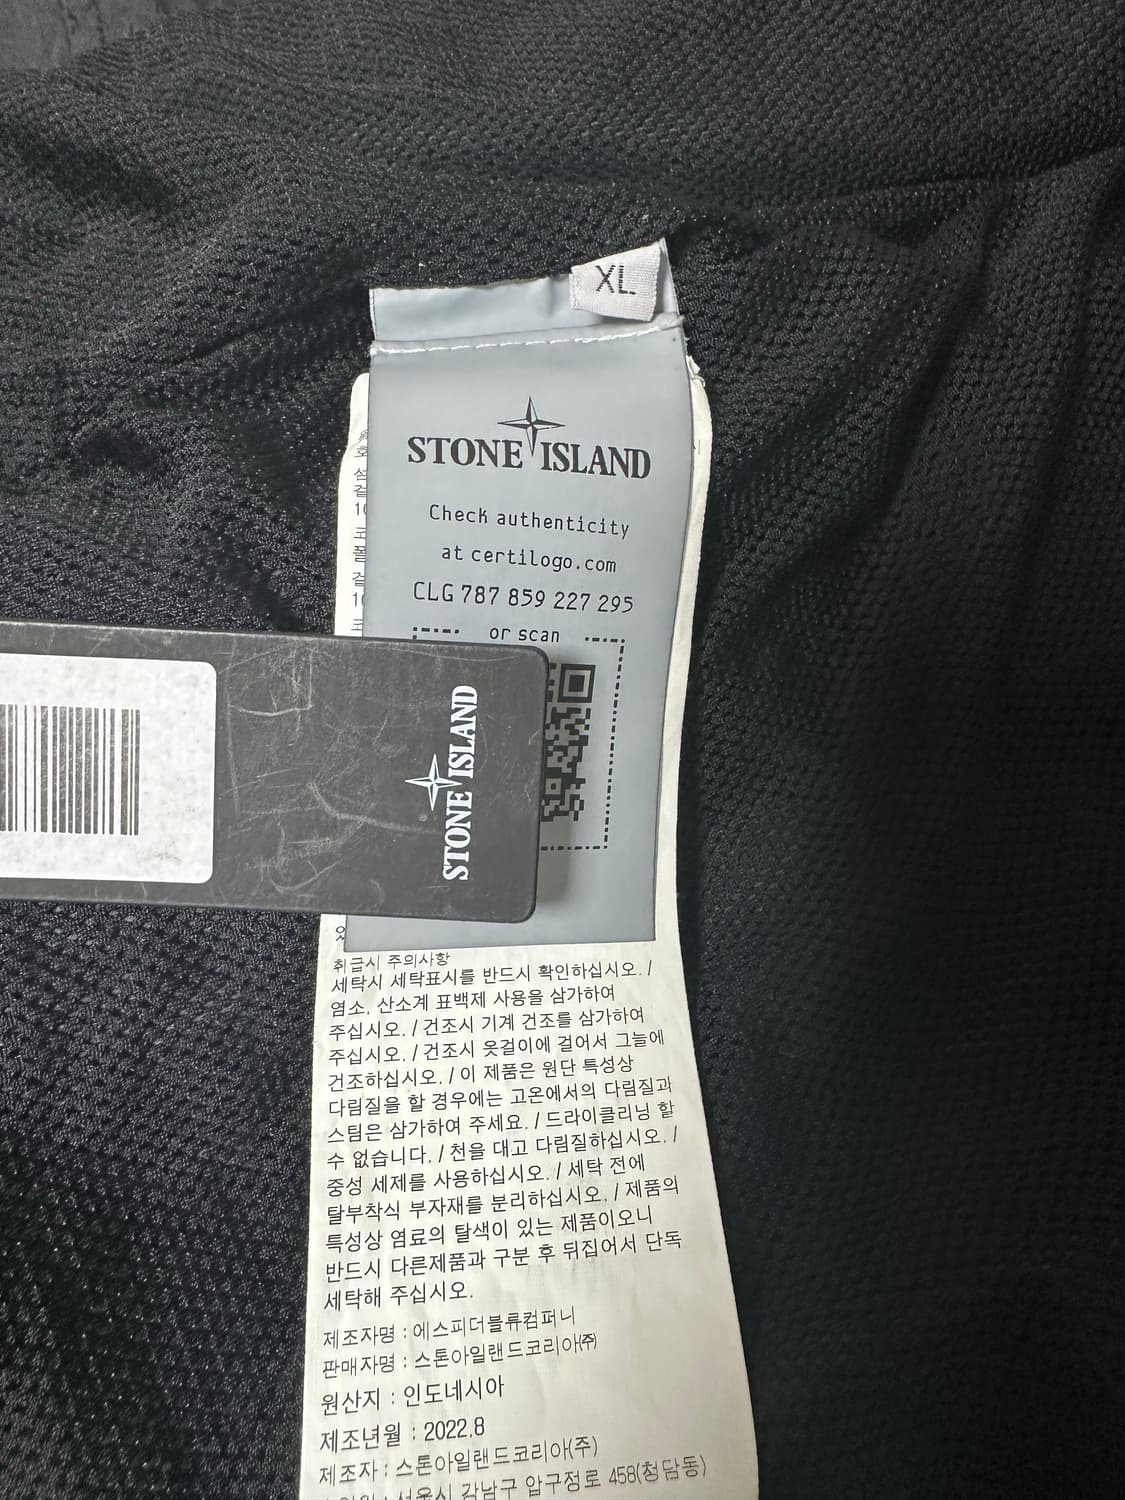 XL
STONE ISLAND
Check authenticity
at certilogo.com
CLG 787 859 227 295
or scan
STONE ISLAND
취급시 주의사항
세탁시 세탁표시를 반드시 확인하십시오. /
염소, 산소계 표백제 사용을 삼가하여
주십시오. / 건조시 기계 건조를 삼가하여
주십시오. / 건조시 옷걸이에 걸어서 그늘에
건조하십시오. / 이 제품은 원단 특성상
다림질을 할 경우에는 고온에서의 다림질과
스팀은 삼가하여 주세요. / 드라이클리닝 할
수 없습니다. / 천을 대고 다림질하십시오. /
중성 세제를 사용하십시오. / 세탁 전에
탈부착식 부자재를 분리하십시오. / 제품의
특성상 염료의 탈색이 있는 제품이오니
반드시 다른제품과 구분 후 뒤집어서 단독
세탁해 주십시오.
제조자명 : 에스피더블류컴퍼니
판매자명 : 스톤아일랜드코리아㈜
원산지 : 인도네시아
제조년월 : 2022.8
제조자 : 스톤아일랜드코리아(주)
서울시 강남구 압구정로 458(청담동)